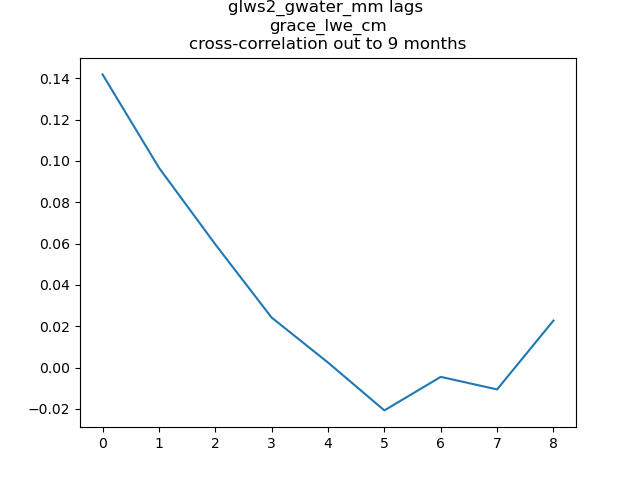 glws2_gwater_mm lags
grace_lwe_cm
cross-correlation out to 9 months
0.14
0.12
0.10
0.08
0.06
0.04
0.02
0.00
−0.02
0 1 2 3 4 5 6 7 8